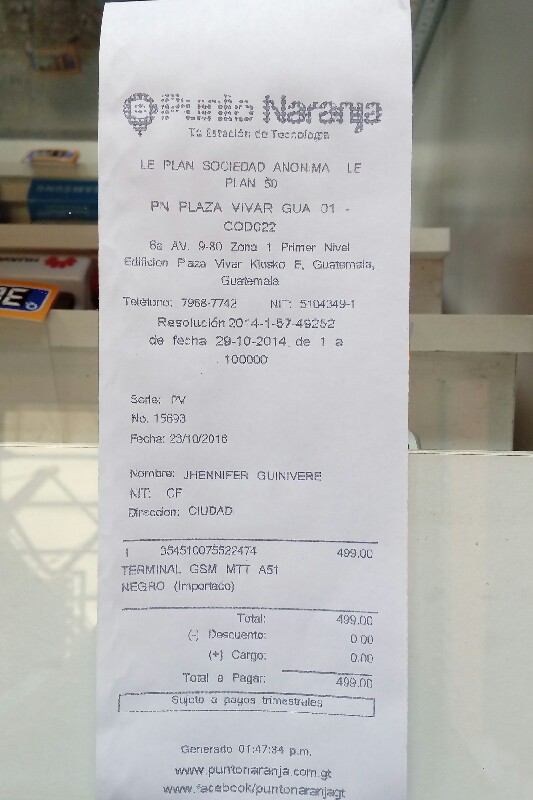 Punto Naranja
Tu Estación de Tecnología
LE PLAN SOCIEDAD ANONIMA LE
PLAN 50
PN PLAZA VIVAR GUA 01 -
COD022
6a AV. 9-80 Zona 1 Primer Nivel
Edificion Plaza Vivar Kiosko E, Guatemala,
Guatemala
Teléfono: 7968-7742 NIT: 5104349-1
Resolución 2014-1-57-49252
de fecha 29-10-2014 de 1 a
100000
Serie: PV
No. 15693
Fecha: 23/10/2016
Nombre: JHENNIFER GUINIVERE
NIT: CF
Direccion: CIUDAD
1 354510075522474 499.00
TERMINAL GSM MTT A51
NEGRO (Importado)
Total: 499.00
(-) Descuento: 0.00
(+) Cargo: 0.00
Total a Pagar: 499.00
Sujeto a pagos trimestrales
Generado 01:47:34 p.m.
www.puntonaranja.com.gt
www.facebook/puntonaranjagt